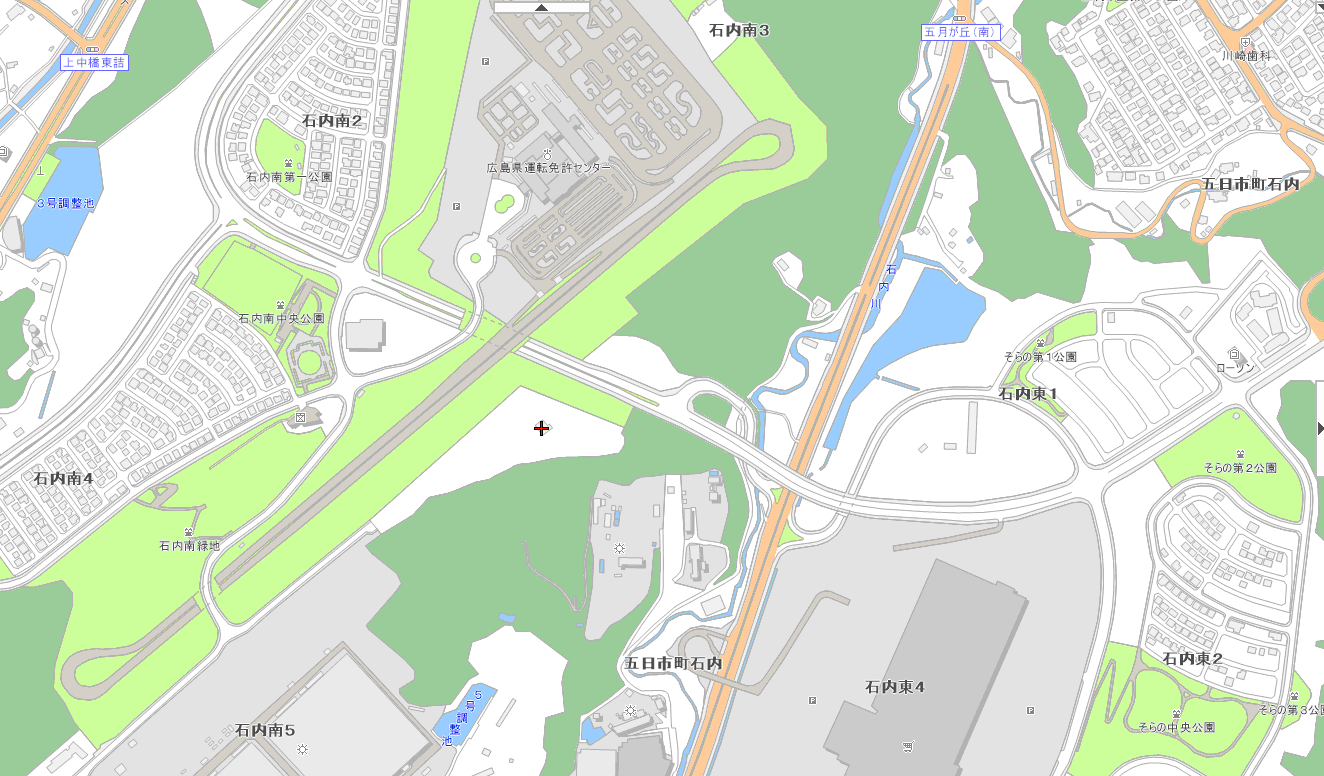 石内南3
五月が丘(南)
川崎歯科
上中橋東詰
石内南2
広島県運転免許センター
石内南第一公園
五日市町石内
3号調整池
石内川
石内南中央公園
そらの第1公園
ローソン
石内東1
石内南4
そらの第2公園
石内南緑地
五日市町石内
石内東2
石内東4
5号調整池
そらの第3公園
そらの中央公園
石内南5
P
P
P
P